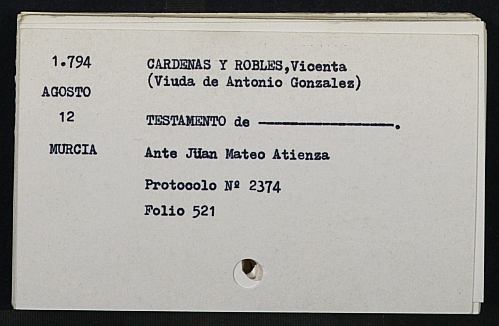 1.794 CARDENAS Y ROBLES,Vicenta
(Viuda de Antonio Gonzalez)
AGOSTO
12 TESTAMENTO de ————————————.
MURCIA Ante Juan Mateo Atienza
Protocolo Nº 2374
Folio 521